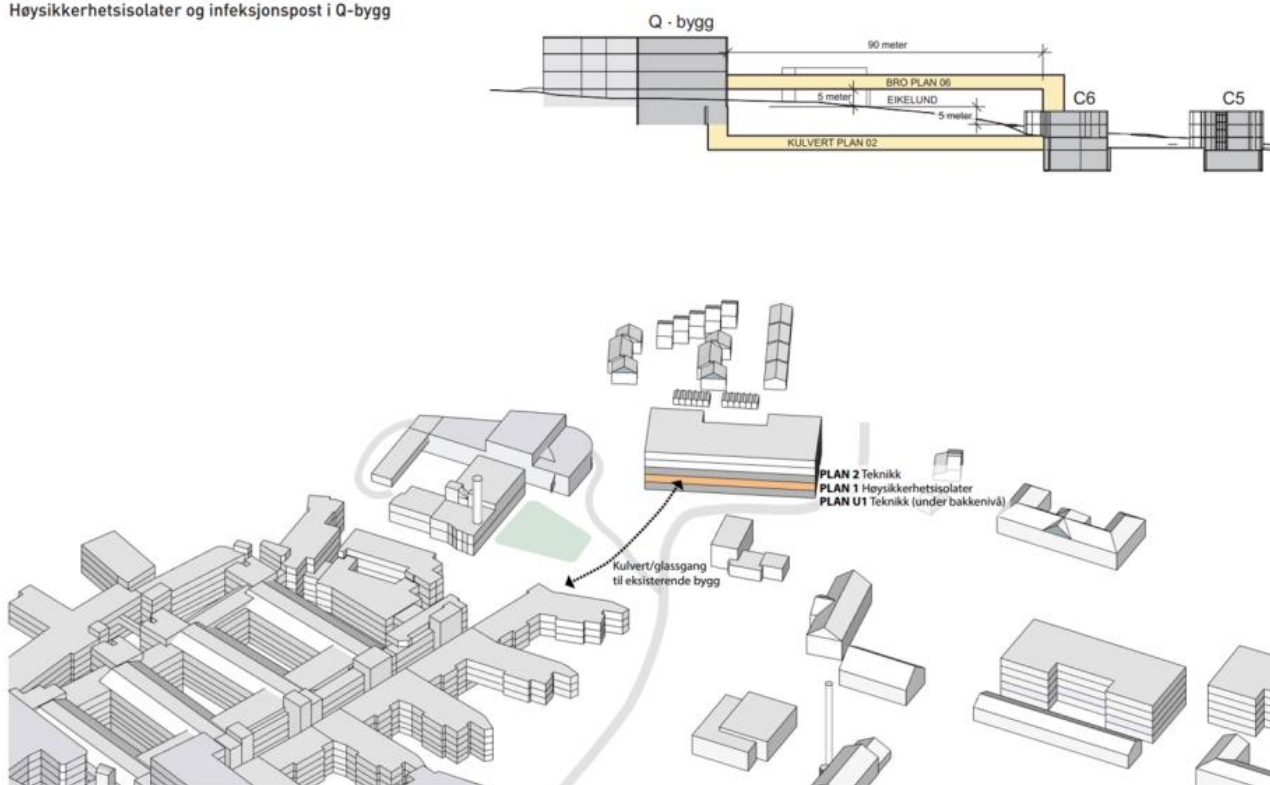 Høysikkerhetsisolater og infeksjonspost i Q-bygg
Q - bygg
90 meter
BRO PLAN 06
5 meter
EIKELUND
C6
C5
5 meter
KULVERT PLAN 02
PLAN 2 Teknikk
PLAN 1 Høysikkerhetsisolater
PLAN U1 Teknikk (under bakkenivå)
Kulvert/glassgang
til eksisterende bygg